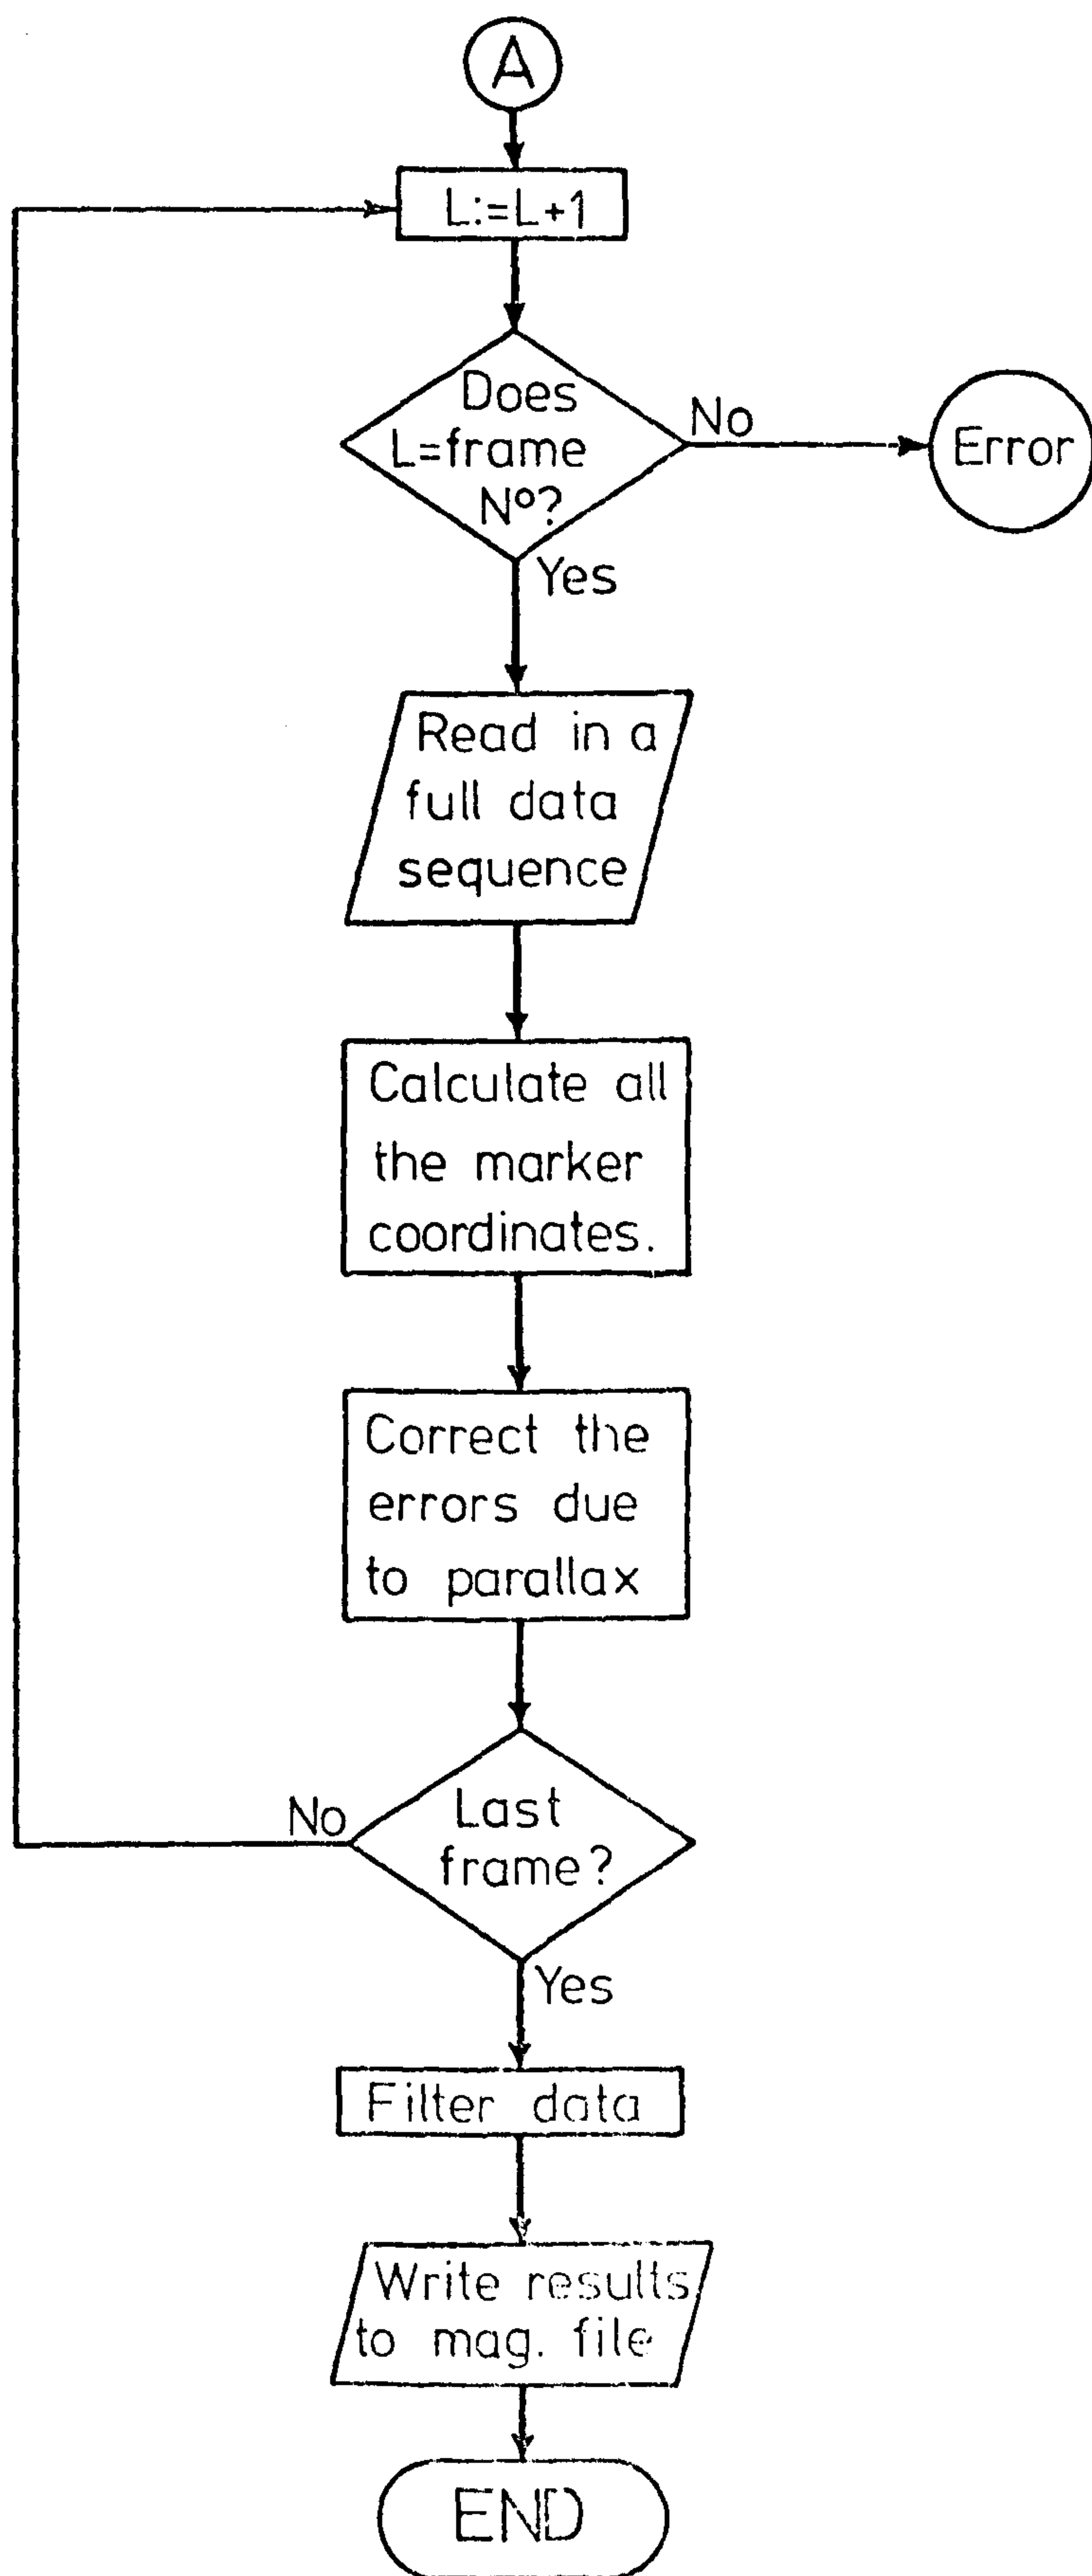 A
L:=L+1
Does
L=frame
Nº?
No
Error
Yes
Read in a
full data
sequence
Calculate all
the marker
coordinates.
Correct the
errors due
to parallax
Last
frame?
No
Yes
Filter data
Write results
to mag. file
END